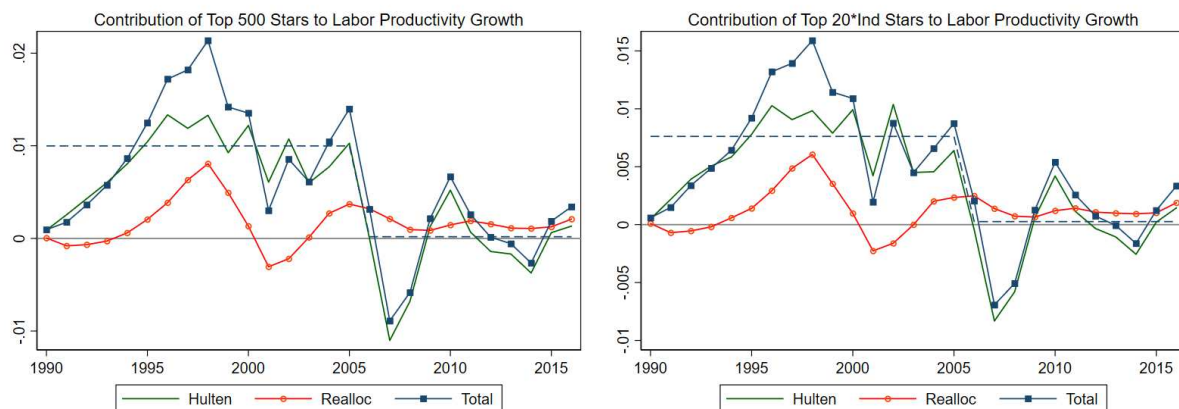 Contribution of Top 500 Stars to Labor Productivity Growth
.02
.01
0
-.01
1990 1995 2000 2005 2010 2015
Hulten Realloc Total
Contribution of Top 20*Ind Stars to Labor Productivity Growth
.015
.01
.005
0
-.005
-.01
1990 1995 2000 2005 2010 2015
Hulten Realloc Total